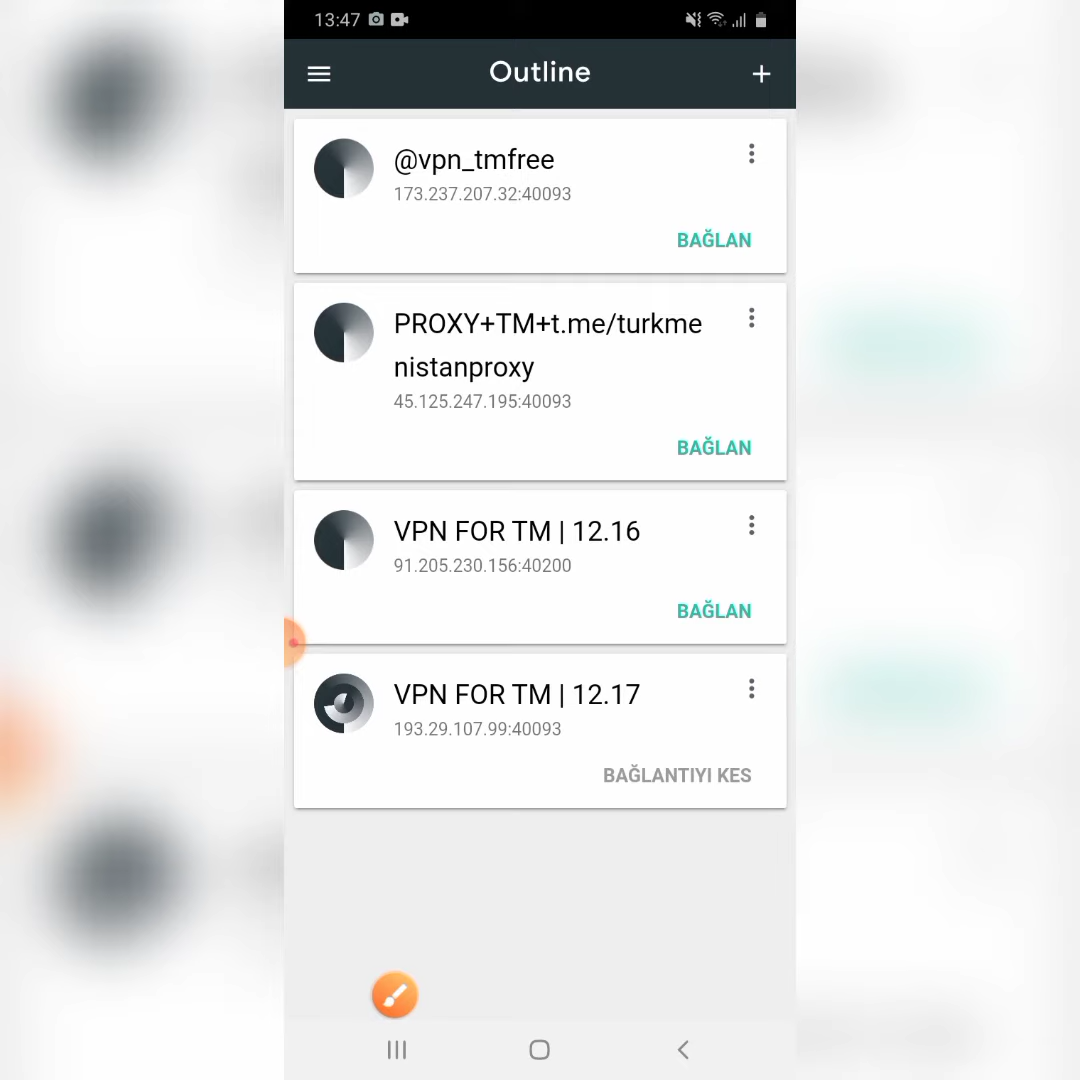 13:47
Outline
@vpn_tmfree
173.237.207.32:40093
BAĞLAN
PROXY+TM+t.me/turkme
nistanproxy
45.125.247.195:40093
BAĞLAN
VPN FOR TM | 12.16
91.205.230.156:40200
BAĞLAN
VPN FOR TM | 12.17
193.29.107.99:40093
BAĞLANTIYI KES